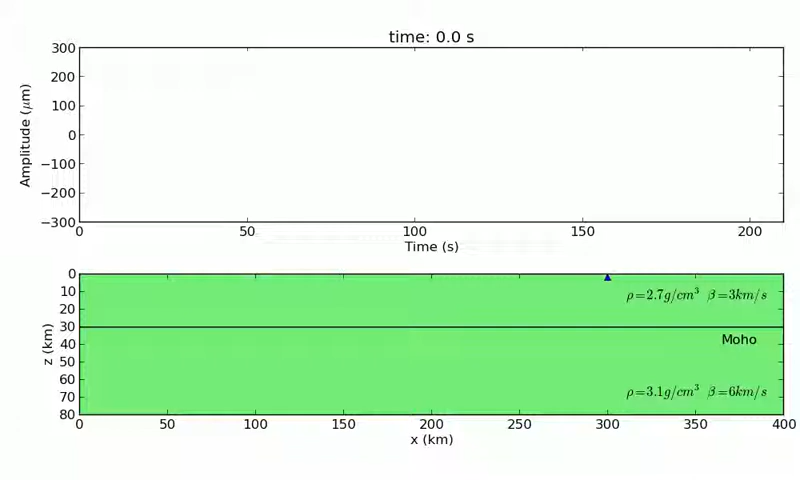 time: 0.0 s
300
200
100
0
−100
−200
−300
Amplitude (μm)
0 50 100 150 200
Time (s)
0
10
20
30
40
50
60
70
80
z (km)
ρ=2.7g/cm³ β=3km/s
Moho
ρ=3.1g/cm³ β=6km/s
0 50 100 150 200 250 300 350 400
x (km)